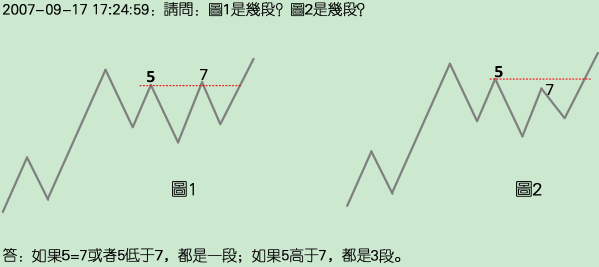 2007-09-17 17:24:59：請問：圖1是幾段？圖2是幾段？
5 7 5 7
圖1 圖2
答：如果5=7或者5低于7，都是一段；如果5高于7，都是3段。